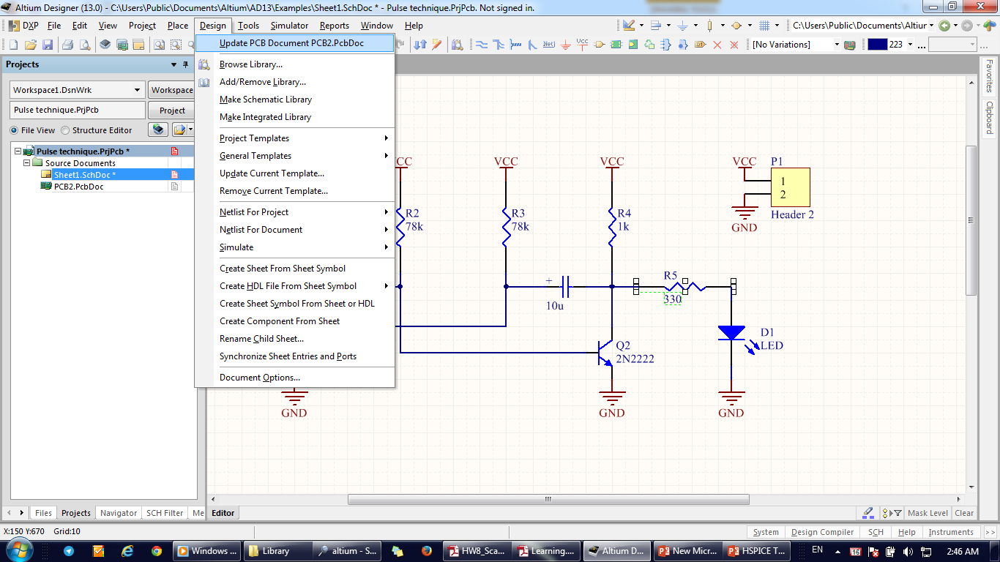 Altium Designer (13.0) - C:\Users\Public\Documents\Altium\AD13\Examples\Sheet1.SchDoc * - Pulse technique.PrjPcb. Not signed in.
DXP File Edit View Project Place Design Tools Simulator Reports Window Help
C:\Users\Public\Documents\Altium
[No Variations]
223
Projects
Workspace1.DsnWrk
Workspace
Pulse technique.PrjPcb
Project
File View
Structure Editor
Pulse technique.PrjPcb *
Source Documents
Sheet1.SchDoc *
PCB2.PcbDoc
Update PCB Document PCB2.PcbDoc
Browse Library...
Add/Remove Library...
Make Schematic Library
Make Integrated Library
Project Templates
General Templates
Update Current Template...
Remove Current Template...
Netlist For Project
Netlist For Document
Simulate
Create Sheet From Sheet Symbol
Create HDL File From Sheet Symbol
Create Sheet Symbol From Sheet or HDL
Create Component From Sheet
Rename Child Sheet...
Synchronize Sheet Entries and Ports
Document Options...
CC
VCC
VCC
VCC
P1
1
2
Header 2
GND
R2
78k
R3
78k
R4
1k
R5
330
+
10u
Q2
2N2222
D1
LED
GND
GND
GND
Favorites
Clipboard
Files Projects Navigator SCH Filter Me
Editor
Mask Level Clear
X:150 Y:670 Grid:10
System Design Compiler SCH Help Instruments >>
Windows ...
Library
altium - S...
HW8_Sca...
Learning....
Altium D...
New Micr...
HSPICE T...
EN
16
2:46 AM